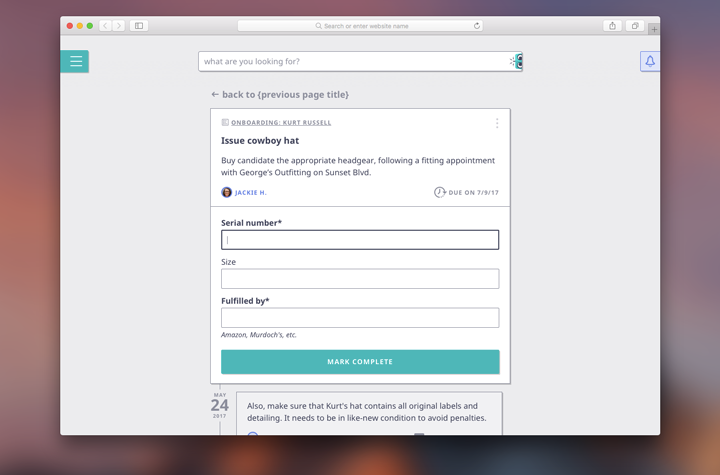 Search or enter website name
what are you looking for?
← back to {previous page title}
ONBOARDING: KURT RUSSELL
Issue cowboy hat
Buy candidate the appropriate headgear, following a fitting appointment
with George's Outfitting on Sunset Blvd.
JACKIE H.
DUE ON 7/9/17
Serial number*
Size
Fulfilled by*
Amazon, Murdoch's, etc.
MARK COMPLETE
MAY
24
2017
Also, make sure that Kurt's hat contains all original labels and
detailing. It needs to be in like-new condition to avoid penalties.